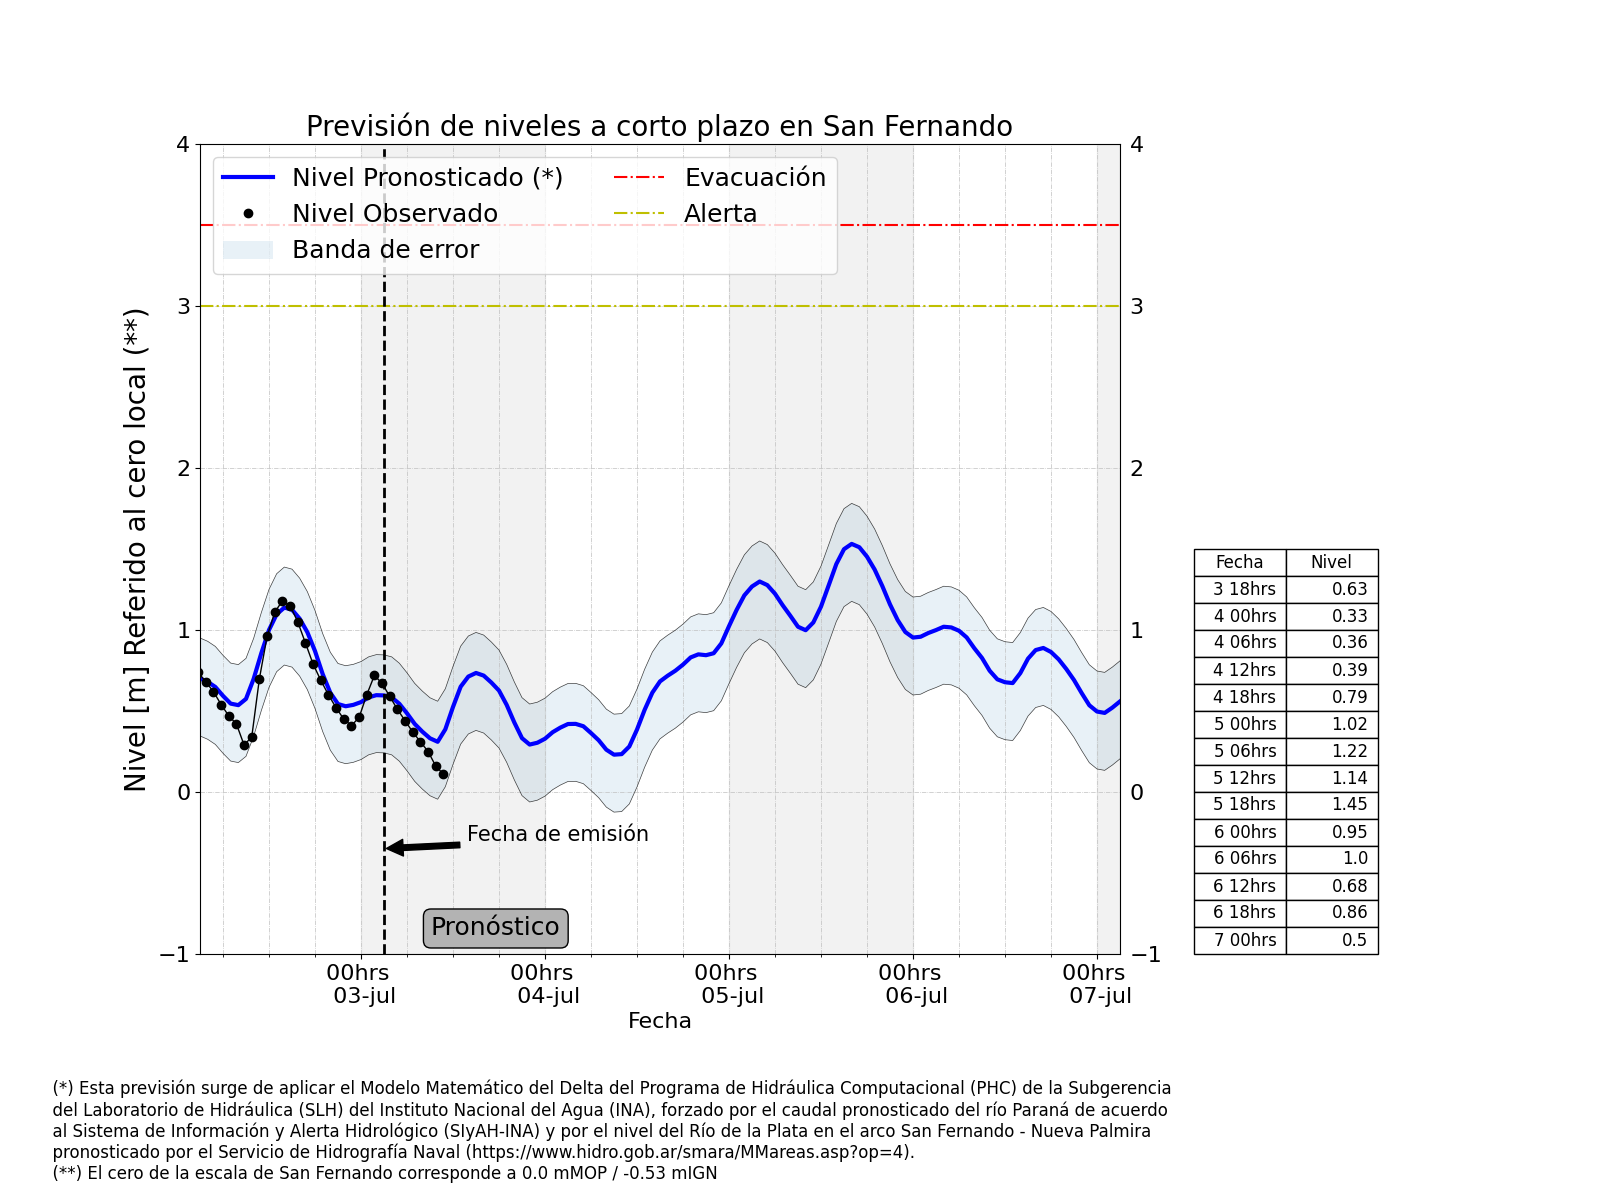 Previsión de niveles a corto plazo en San Fernando
Nivel Pronosticado (*)
Nivel Observado
Banda de error
Evacuación
Alerta
Nivel [m] Referido al cero local (**)
4
3
2
1
0
−1
4
3
2
1
0
−1
Fecha de emisión
Pronóstico
00hrs
03-jul
00hrs
04-jul
00hrs
05-jul
00hrs
06-jul
00hrs
07-jul
Fecha
Fecha Nivel
3 18hrs 0.63
4 00hrs 0.33
4 06hrs 0.36
4 12hrs 0.39
4 18hrs 0.79
5 00hrs 1.02
5 06hrs 1.22
5 12hrs 1.14
5 18hrs 1.45
6 00hrs 0.95
6 06hrs 1.0
6 12hrs 0.68
6 18hrs 0.86
7 00hrs 0.5
(*) Esta previsión surge de aplicar el Modelo Matemático del Delta del Programa de Hidráulica Computacional (PHC) de la Subgerencia
del Laboratorio de Hidráulica (SLH) del Instituto Nacional del Agua (INA), forzado por el caudal pronosticado del río Paraná de acuerdo
al Sistema de Información y Alerta Hidrológico (SIyAH-INA) y por el nivel del Río de la Plata en el arco San Fernando - Nueva Palmira
pronosticado por el Servicio de Hidrografía Naval (https://www.hidro.gob.ar/smara/MMareas.asp?op=4).
(**) El cero de la escala de San Fernando corresponde a 0.0 mMOP / -0.53 mIGN